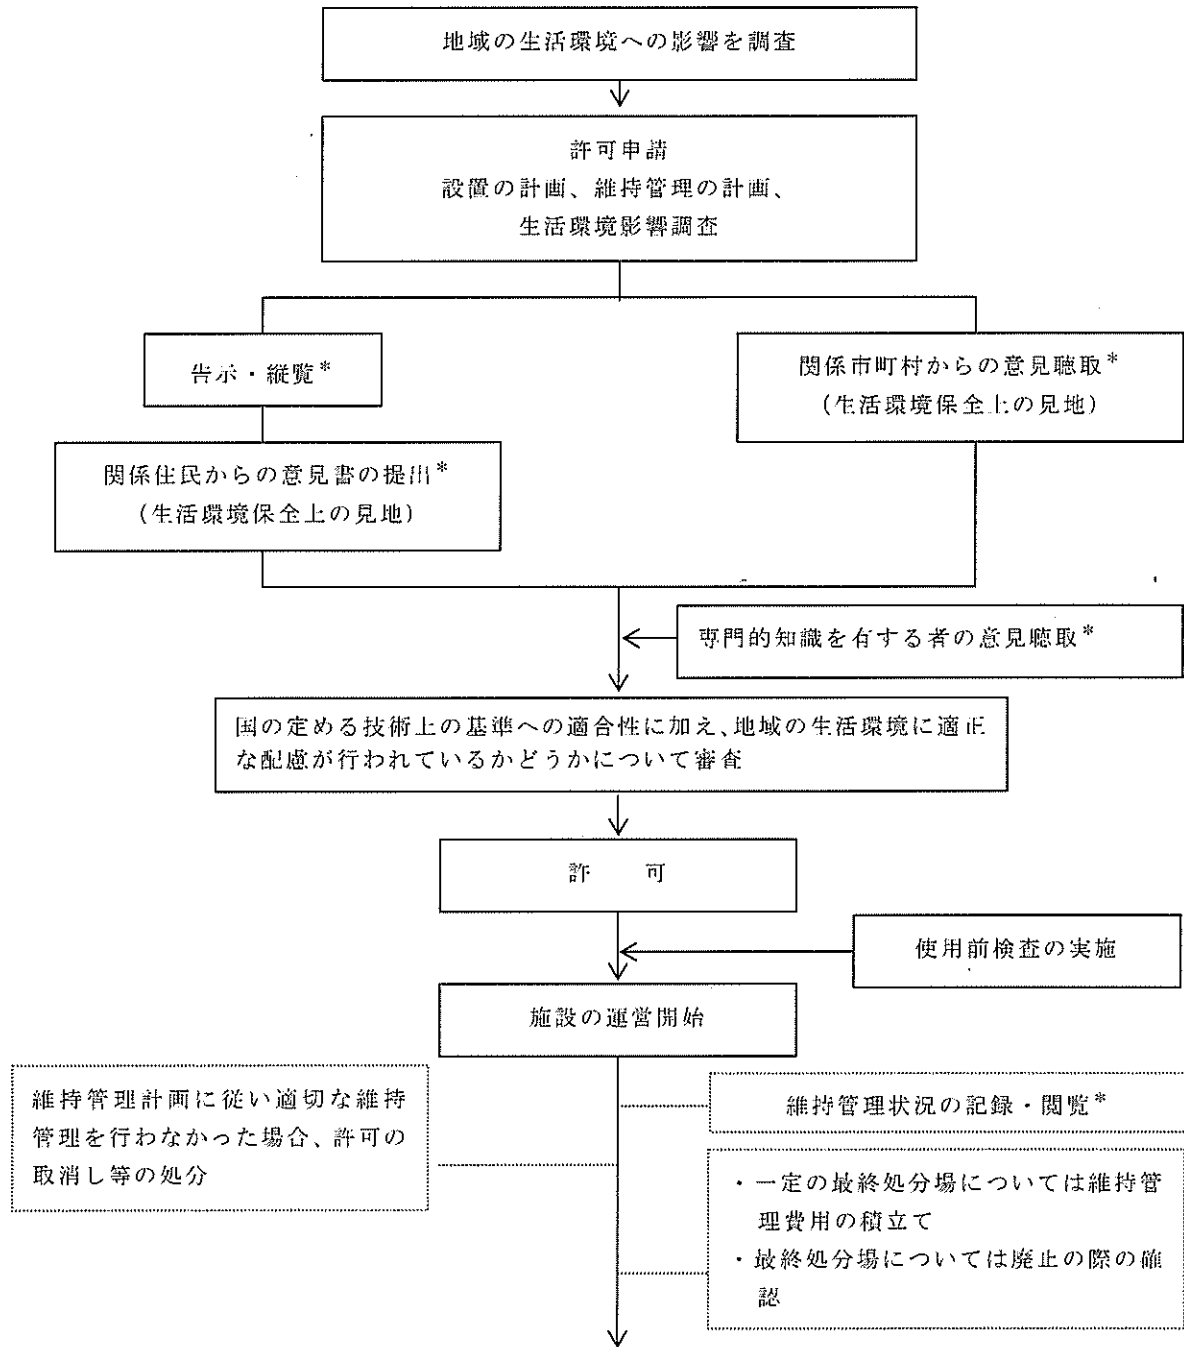 地域の生活環境への影響を調査
許可申請
設置の計画、維持管理の計画、
生活環境影響調査
告示・縦覧*
関係市町村からの意見聴取*
(生活環境保全上の見地)
関係住民からの意見書の提出*
(生活環境保全上の見地)
専門的知識を有する者の意見聴取*
国の定める技術上の基準への適合性に加え、地域の生活環境に適正
な配慮が行われているかどうかについて審査
許 可
使用前検査の実施
施設の運営開始
維持管理計画に従い適切な維持
管理を行わなかった場合、許可の
取消し等の処分
維持管理状況の記録・閲覧*
・一定の最終処分場については維持管
理費用の積立て
・最終処分場については廃止の際の確
認